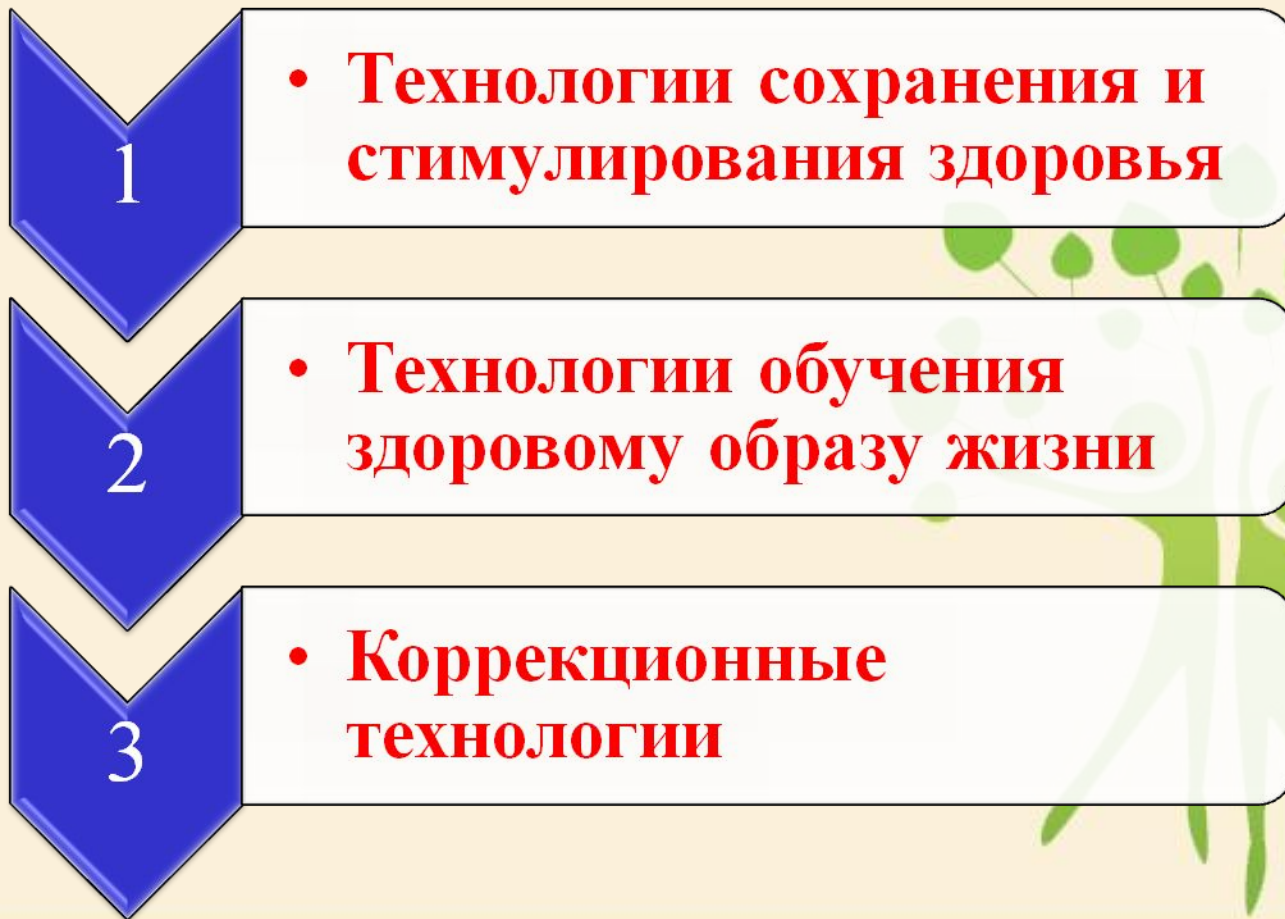 1
• Технологии сохранения и
стимулирования здоровья
2
• Технологии обучения
здоровому образу жизни
3
• Коррекционные
технологии